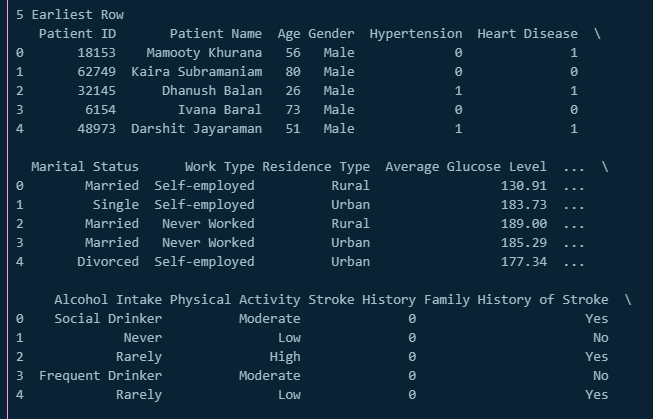 5 Earliest Row
Patient ID Patient Name Age Gender Hypertension Heart Disease \
0 18153 Mamooty Khurana 56 Male 0 1
1 62749 Kaira Subramaniam 80 Male 0 0
2 32145 Dhanush Balan 26 Male 1 1
3 6154 Ivana Baral 73 Male 0 0
4 48973 Darshit Jayaraman 51 Male 1 1
Marital Status Work Type Residence Type Average Glucose Level ... \
0 Married Self-employed Rural 130.91 ...
1 Single Self-employed Urban 183.73 ...
2 Married Never Worked Rural 189.00 ...
3 Married Never Worked Urban 185.29 ...
4 Divorced Self-employed Urban 177.34 ...
Alcohol Intake Physical Activity Stroke History Family History of Stroke \
0 Social Drinker Moderate 0 Yes
1 Never Low 0 No
2 Rarely High 0 Yes
3 Frequent Drinker Moderate 0 No
4 Rarely Low 0 Yes